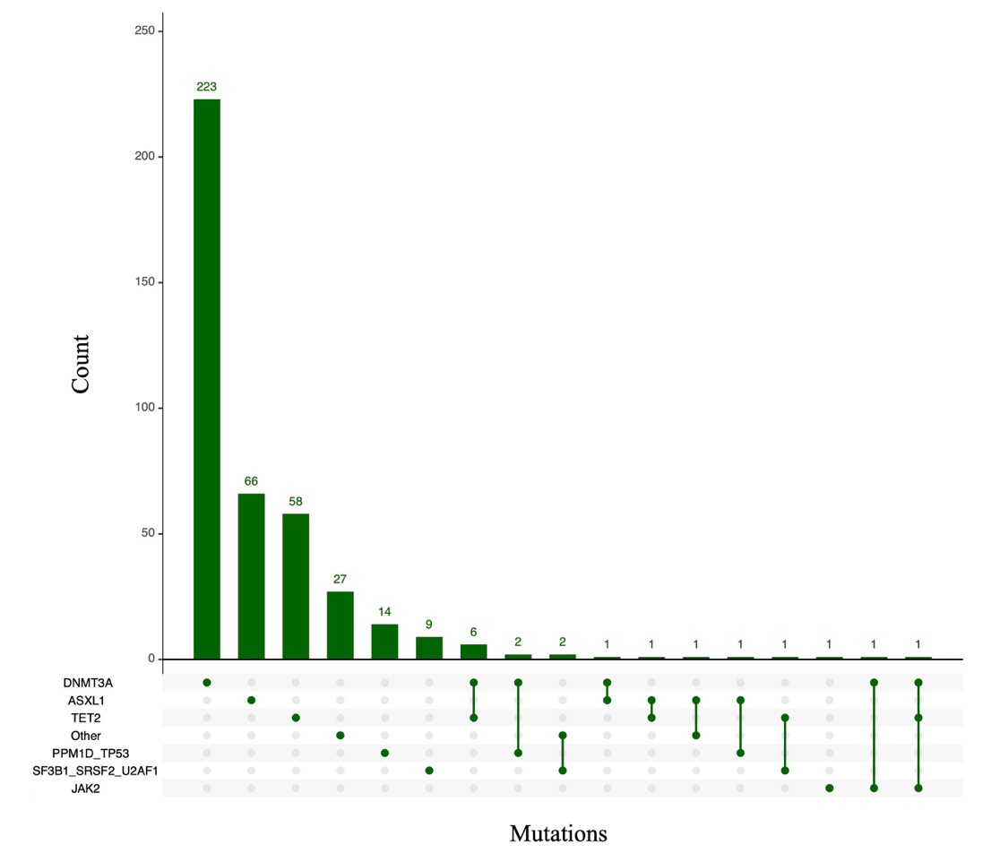 250
223
200
150
Count
100
66
58
50
27
14
9
6
2
2
1
1
1
1
1
1
1
1
0
DNMT3A
ASXL1
TET2
Other
PPM1D_TP53
SF3B1_SRSF2_U2AF1
JAK2
Mutations